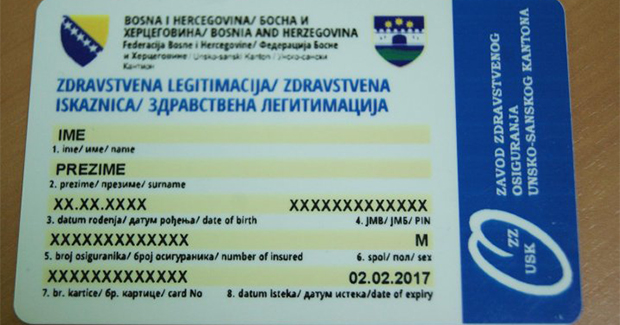 BOSNA I HERCEGOVINA/ БОСНА И
ХЕРЦЕГОВИНА/ BOSNIA AND HERZEGOVINA
Federacija Bosne i Hercegovine/ Федерација Босне
и Херцеговине/ Unsko-sanski Kanton / Унско-сански
Кантон
ZDRAVSTVENA LEGITIMACIJA/ ZDRAVSTVENA
ISKAZNICA/ ЗДРАВСТВЕНА ЛЕГИТИМАЦИЈА
IME
1. ime/ име/ name
PREZIME
2. prezime/ презиме/ surname
XX.XX.XXXX XXXXXXXXXXXXX
3. datum rođenja/ датум рођења/ date of birth 4. JMB/ ЈМБ/ PIN
XXXXXXXXXXXXX M
5. broj osiguranika/ број осигураника/ number of insured 6. spol/ пол/ sex
XXXXXXXXXXXXX 02.02.2017
7. br. kartice/ бр. картице/ card No 8. datum isteka/ датум истека/date of expiry
ZAVOD ZDRAVSTVENOG
OSIGURANJA
UNSKO-SANSKOG KANTONA
ZZ
USK